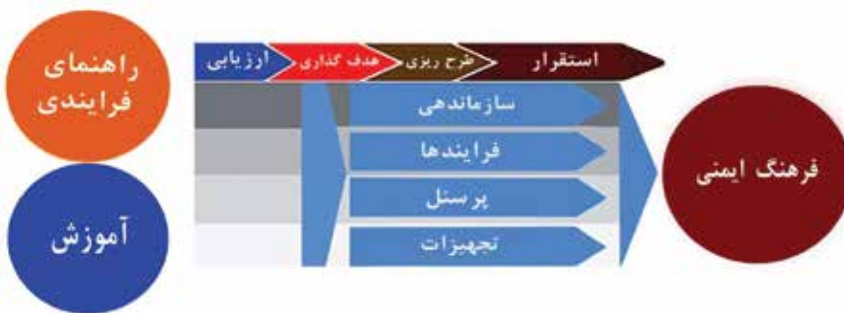 راهنمای
فرایندی
آموزش
ارزیابی
هدف گذاری
طرح ریزی
استقرار
سازماندهی
فرایندها
پرسنل
تجهیزات
فرهنگ ایمنی